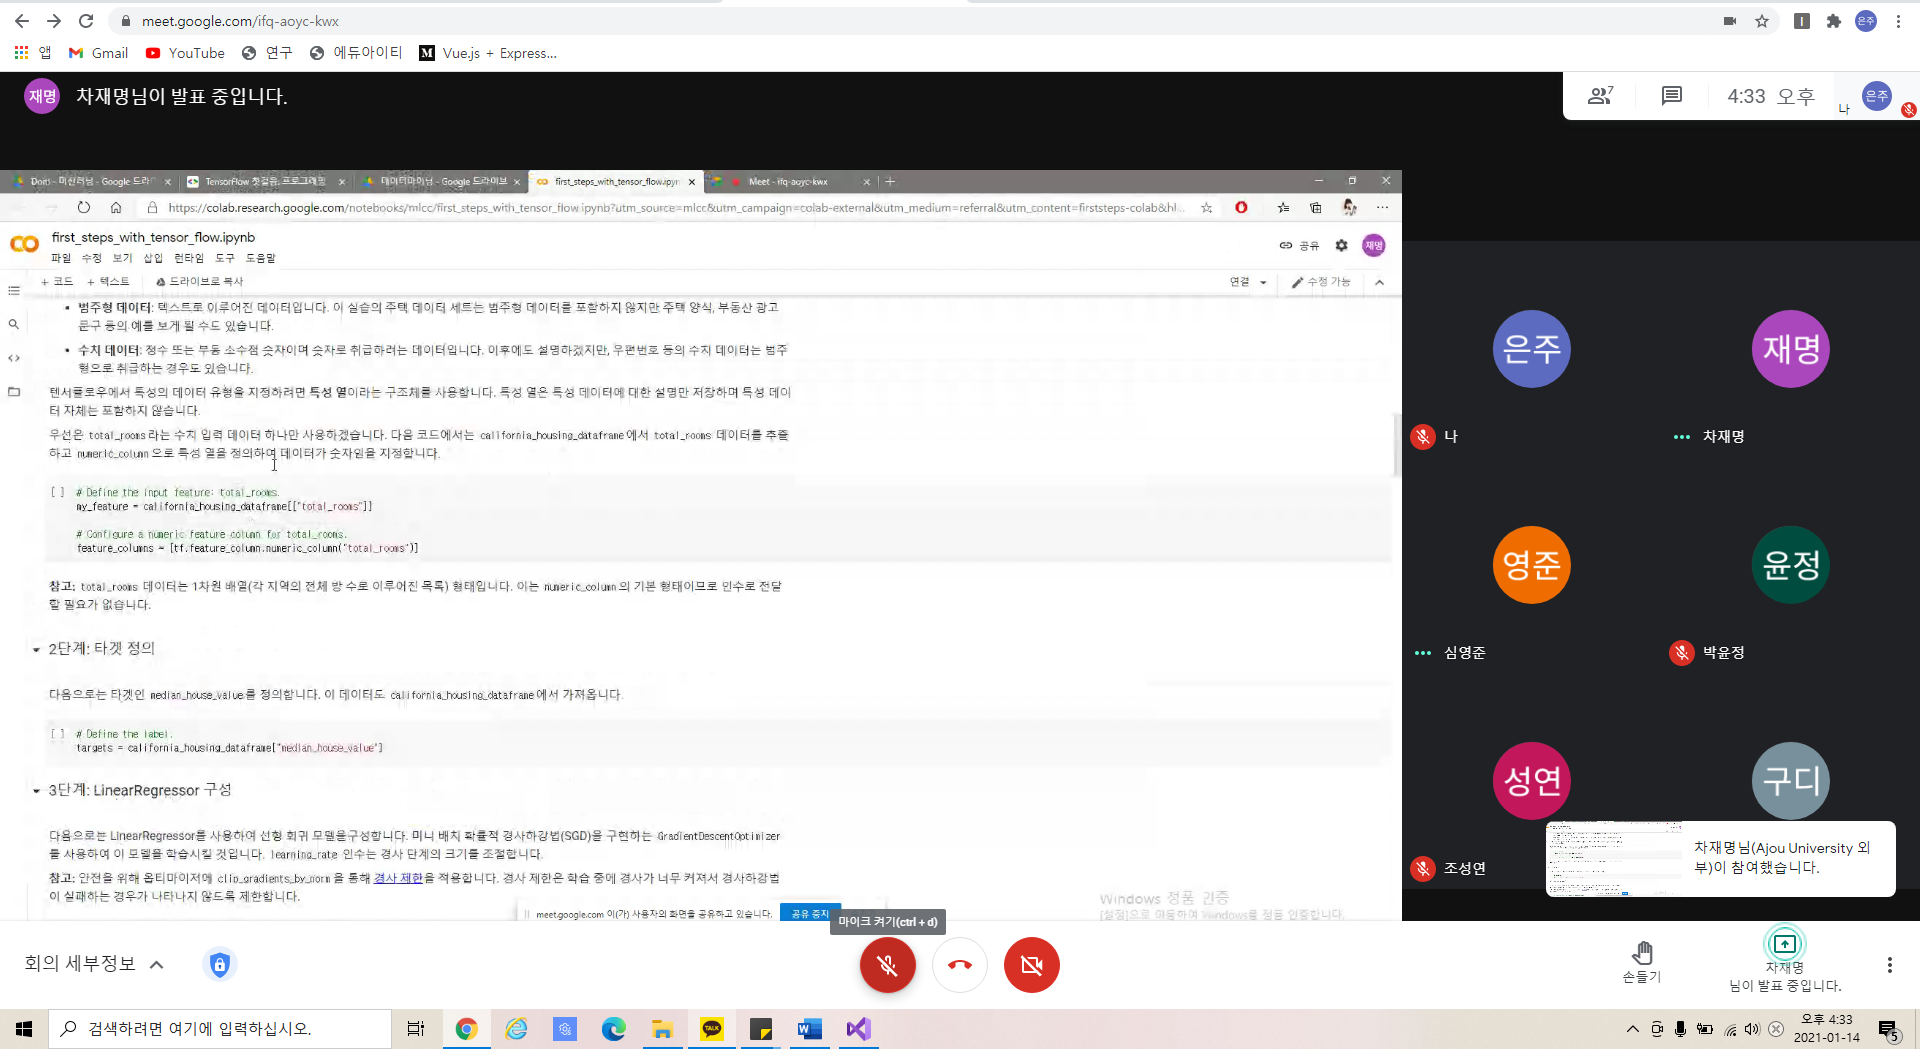 meet.google.com/ifq-aoyc-kwx
은주
앱 Gmail YouTube 연구 에듀아이티 M Vue.js + Express...
재명 차재명님이 발표 중입니다.
7 4:33 오후 나 은주
TensorFlow 첫걸음: 프로그래밍 데이터마이닝 - Google 드라이브 first_steps_with_tensor_flow.ipyn Meet - ifq-aoyc-kwx
https://colab.research.google.com/notebooks/mlcc/first_steps_with_tensor_flow.ipynb?utm_source=mlcc&utm_campaign=colab-external&utm_medium=referral&utm_content=firststeps-colab&hl...
first_steps_with_tensor_flow.ipynb
파일 수정 보기 삽입 런타임 도구 도움말
공유 재명
+ 코드 + 텍스트 드라이브로 복사
연결 수정 가능
• 범주형 데이터: 텍스트로 이루어진 데이터입니다. 이 실습의 주택 데이터 세트는 범주형 데이터를 포함하지 않지만 주택 양식, 부동산 광고
문구 등의 예를 보게 될 수도 있습니다.
• 수치 데이터: 정수 또는 부동 소수점 숫자이며 숫자로 취급하려는 데이터입니다. 이후에도 설명하겠지만, 우편번호 등의 수치 데이터는 범주
형으로 취급하는 경우도 있습니다.
텐서플로우에서 특성의 데이터 유형을 지정하려면 특성 열이라는 구조체를 사용합니다. 특성 열은 특성 데이터에 대한 설명만 저장하며 특성 데이
터 자체는 포함하지 않습니다.
우선은 total_rooms라는 수치 입력 데이터 하나만 사용하겠습니다. 다음 코드에서는 california_housing_dataframe에서 total_rooms 데이터를 추출
하고 numeric_column으로 특성 열을 정의하여 데이터가 숫자임을 지정합니다.
[ ] # Define the input feature: total_rooms.
my_feature = california_housing_dataframe[["total_rooms"]]
# Configure a numeric feature column for total_rooms.
feature_columns = [tf.feature_column.numeric_column("total_rooms")]
참고: total_rooms 데이터는 1차원 배열(각 지역의 전체 방 수로 이루어진 목록) 형태입니다. 이는 numeric_column의 기본 형태이므로 인수로 전달
할 필요가 없습니다.
2단계: 타겟 정의
다음으로는 타겟인 median_house_value를 정의합니다. 이 데이터도 california_housing_dataframe에서 가져옵니다.
[ ] # Define the label.
targets = california_housing_dataframe["median_house_value"]
3단계: LinearRegressor 구성
다음으로는 LinearRegressor를 사용하여 선형 회귀 모델을구성합니다. 미니 배치 확률적 경사하강법(SGD)을 구현하는 GradientDescentOptimizer
를 사용하여 이 모델을 학습시킬 것입니다. learning_rate 인수는 경사 단계의 크기를 조절합니다.
참고: 안전을 위해 옵티마이저에 clip_gradients_by_norm을 통해 경사 제한을 적용합니다. 경사 제한은 학습 중에 경사가 너무 커져서 경사하강법
이 실패하는 경우가 나타나지 않도록 제한합니다.
Windows 정품 인증
[설정]으로 이동하여 Windows를 정품 인증합니다.
meet.google.com 이(가) 사용자의 화면을 공유하고 있습니다. 공유 중지
마이크 켜기(ctrl + d)
은주 재명
나 차재명
영준 윤정
심영준 박윤정
성연 구디
조성연
차재명님(Ajou University 외
부)이 참여했습니다.
회의 세부정보
손들기
차재명
님이 발표 중입니다.
검색하려면 여기에 입력하십시오.
TALK
오후 4:33
2021-01-14
5